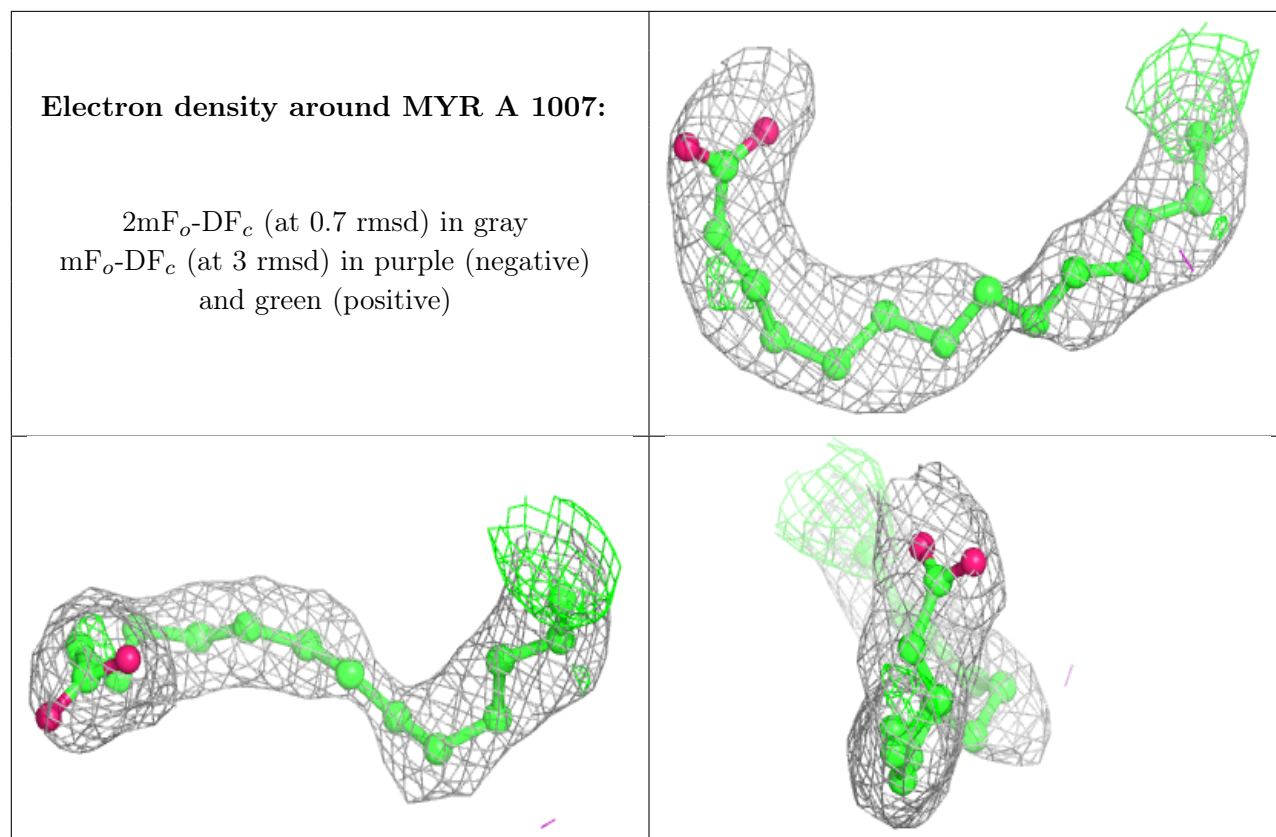 Electron density around MYR A 1007:
2mFo-DFc (at 0.7 rmsd) in gray
mFo-DFc (at 3 rmsd) in purple (negative)
and green (positive)